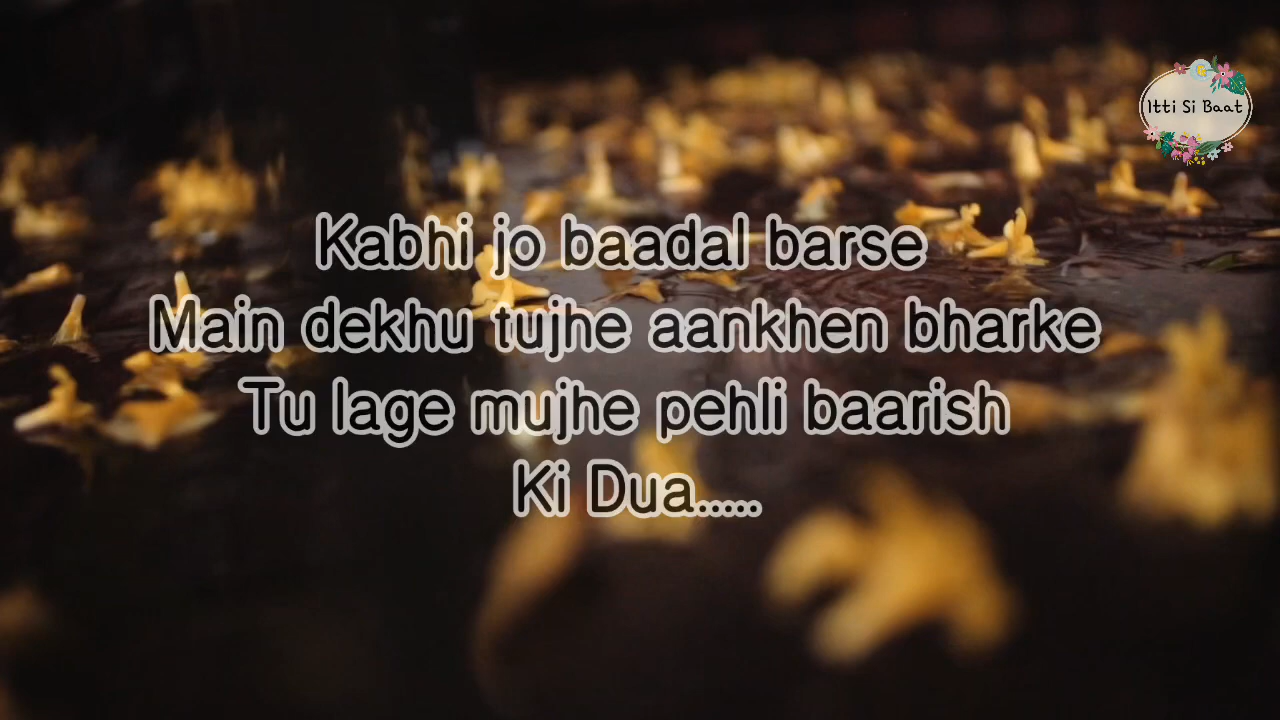 Itti Si Baat
Kabhi jo baadal barse
Main dekhu tujhe aankhen bharke
Tu lage mujhe pehli baarish
Ki Dua.....